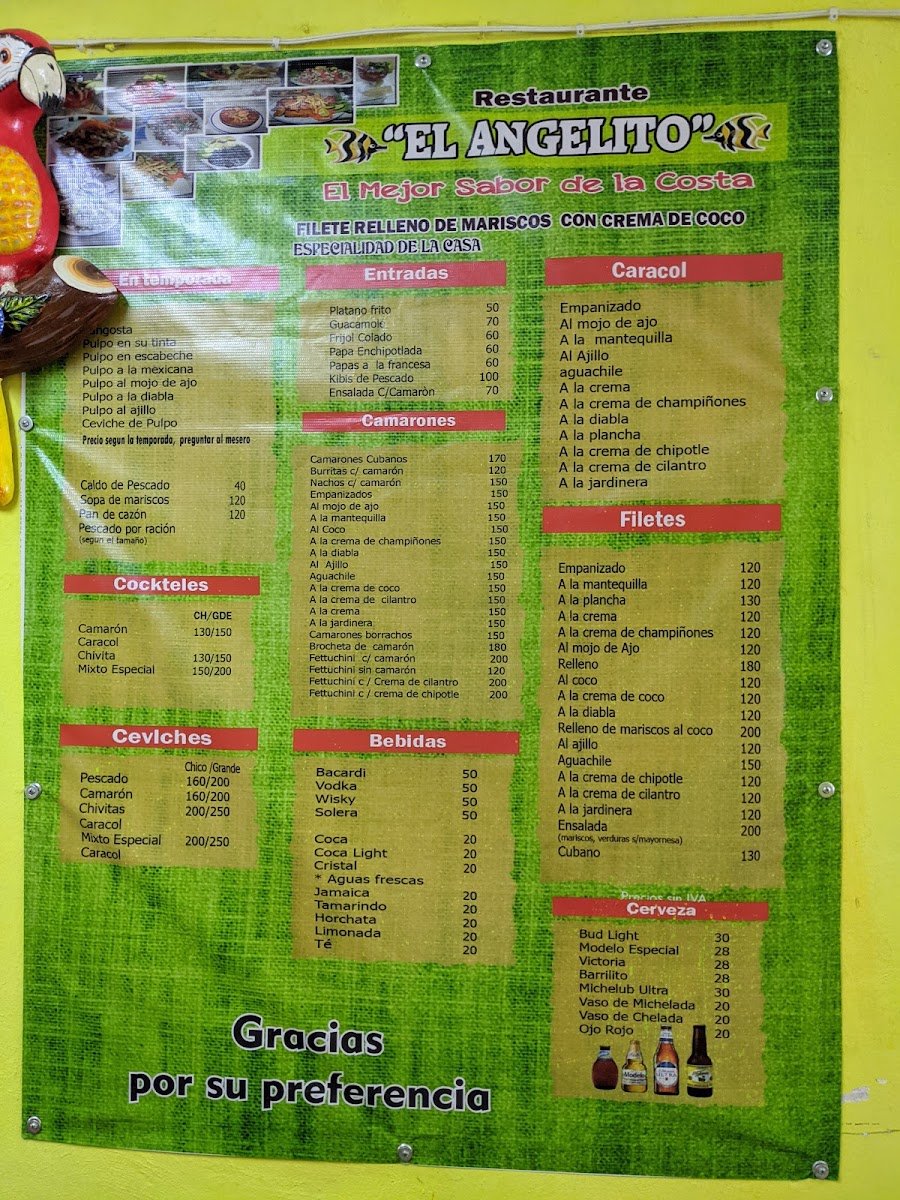 Restaurante
"EL ANGELITO"
El Mejor Sabor de la Costa
FILETE RELLENO DE MARISCOS CON CREMA DE COCO
ESPECIALIDAD DE LA CASA
En temporada
Pulpo en su tinta
Pulpo en escabeche
Pulpo a la mexicana
Pulpo al mojo de ajo
Pulpo a la diabla
Pulpo al ajillo
Ceviche de Pulpo
Precio segun la temporada, preguntar al mesero
Caldo de Pescado 40
Sopa de mariscos 120
Pan de cazón 120
Pescado por ración
(segun el tamaño)
Cockteles
CH/GDE
Camarón 130/150
Caracol
Chivita 130/150
Mixto Especial 150/200
Ceviches
Chico /Grande
Pescado 160/200
Camarón 160/200
Chivitas 200/250
Caracol
Mixto Especial 200/250
Caracol
Entradas
Platano frito 50
Guacamole 70
Frijol Colado 60
Papa Enchipotlada 60
Papas a la francesa 60
Kibis de Pescado 100
Ensalada C/Camaròn 70
Camarones
Camarones Cubanos 170
Burritas c/ camarón 120
Nachos c/ camarón 150
Empanizados 150
Al mojo de ajo 150
A la mantequilla 150
Al Coco 150
A la crema de champiñones 150
A la diabla 150
Al Ajillo 150
Aguachile 150
A la crema de coco 150
A la crema de cilantro 150
A la crema 150
A la jardinera 150
Camarones borrachos 150
Brocheta de camarón 180
Fettuchini c/ camarón 200
Fettuchini sin camarón 120
Fettuchini c / Crema de cilantro 200
Fettuchini c / crema de chipotle 200
Bebidas
Bacardi 50
Vodka 50
Wisky 50
Solera 50
Coca 20
Coca Light 20
Cristal 20
* Aguas frescas
Jamaica 20
Tamarindo 20
Horchata 20
Limonada 20
Té 20
Caracol
Empanizado
Al mojo de ajo
A la mantequilla
Al Ajillo
aguachile
A la crema
A la crema de champiñones
A la diabla
A la plancha
A la crema de chipotle
A la crema de cilantro
A la jardinera
Filetes
Empanizado 120
A la mantequilla 120
A la plancha 130
A la crema 120
A la crema de champiñones 120
Al mojo de Ajo 120
Relleno 180
Al coco 120
A la crema de coco 120
A la diabla 120
Relleno de mariscos al coco 200
Al ajillo 120
Aguachile 150
A la crema de chipotle 120
A la crema de cilantro 120
A la jardinera 120
Ensalada 200
(mariscos, verduras s/mayornesa)
Cubano 130
Precios sin IVA
Cerveza
Bud Light 30
Modelo Especial 28
Victoria 28
Barrilito 28
Michelub Ultra 30
Vaso de Michelada 20
Vaso de Chelada 20
Ojo Rojo 20
Gracias
por su preferencia